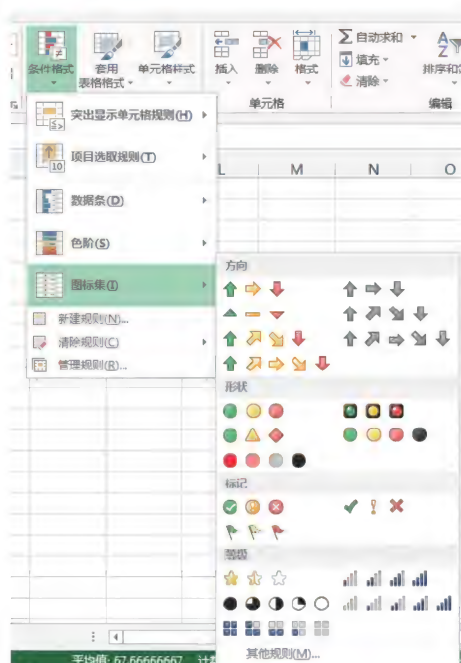 条件格式 套用表格格式 单元格样式 插入 删除 格式 自动求和
填充
清除
单元格 编辑
突出显示单元格规则(H)
项目选取规则(T)
数据条(D)
色阶(S)
图标集(I)
新建规则(N)...
清除规则(C)
管理规则(R)...
L M N O
方向
形状
标记
等级
其他规则(M)...
平均值: 67.66666667